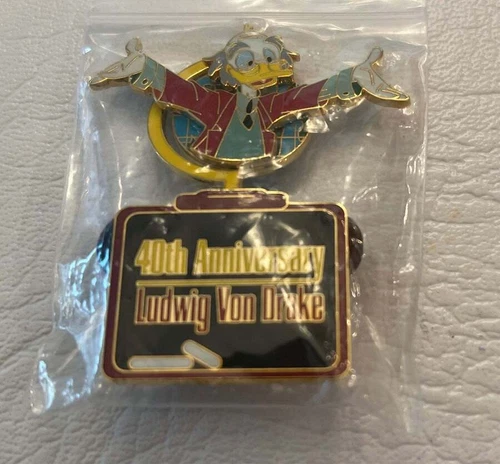 40th Anniversary
Ludwig Von Drake